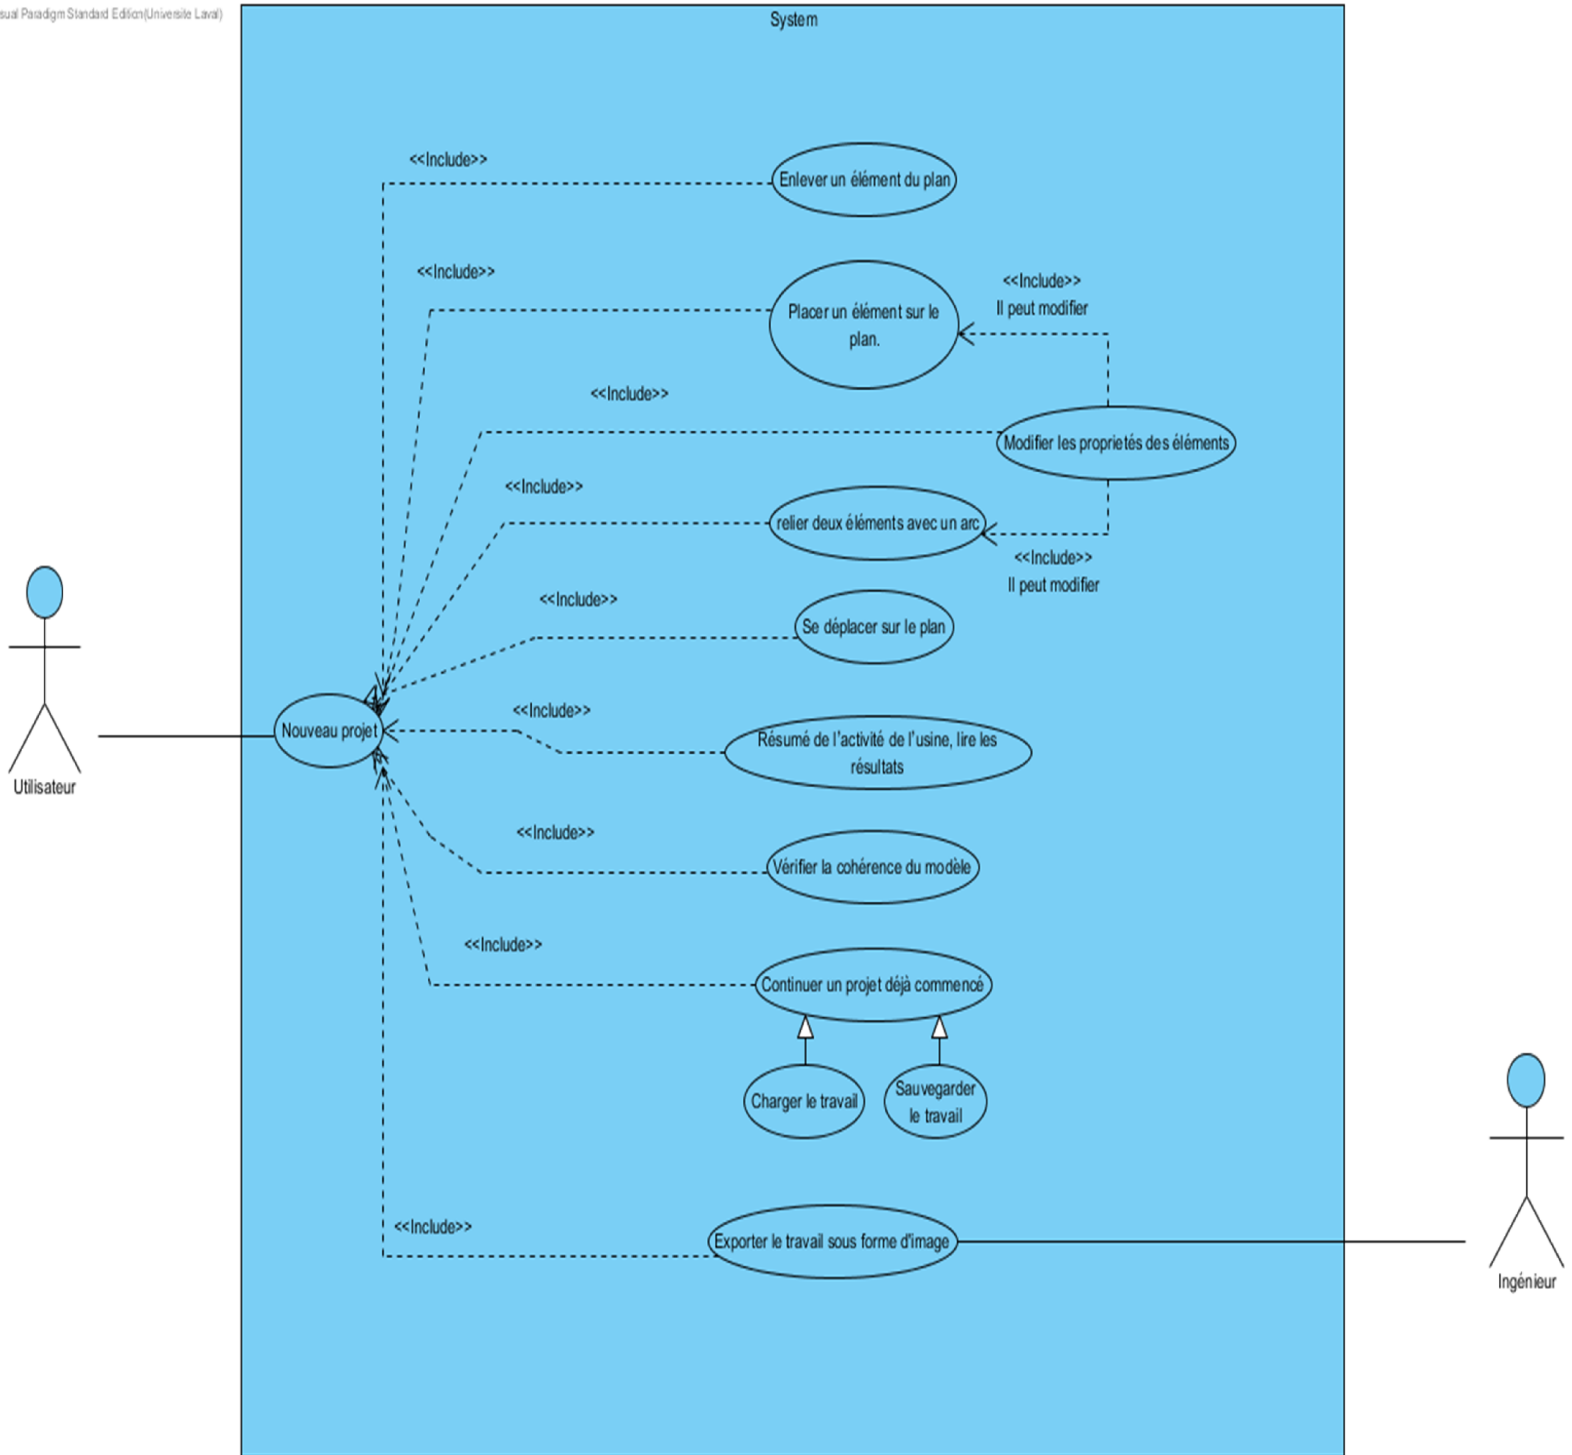 sual Paradigm Standard Edition(Universite Laval)
System
<<Include>>
Enlever un élément du plan
<<Include>>
<<Include>>
Il peut modifier
Placer un élément sur le
plan.
<<Include>>
Modifier les proprietés des éléments
<<Include>>
relier deux éléments avec un arc
<<Include>>
Il peut modifier
<<Include>>
Se déplacer sur le plan
<<Include>>
Nouveau projet
Résumé de l'activité de l'usine, lire les
résultats
Utilisateur
<<Include>>
Vérifier la cohérence du modèle
<<Include>>
Continuer un projet déjà commencé
Charger le travail
Sauvegarder
le travail
<<Include>>
Exporter le travail sous forme d'image
Ingénieur